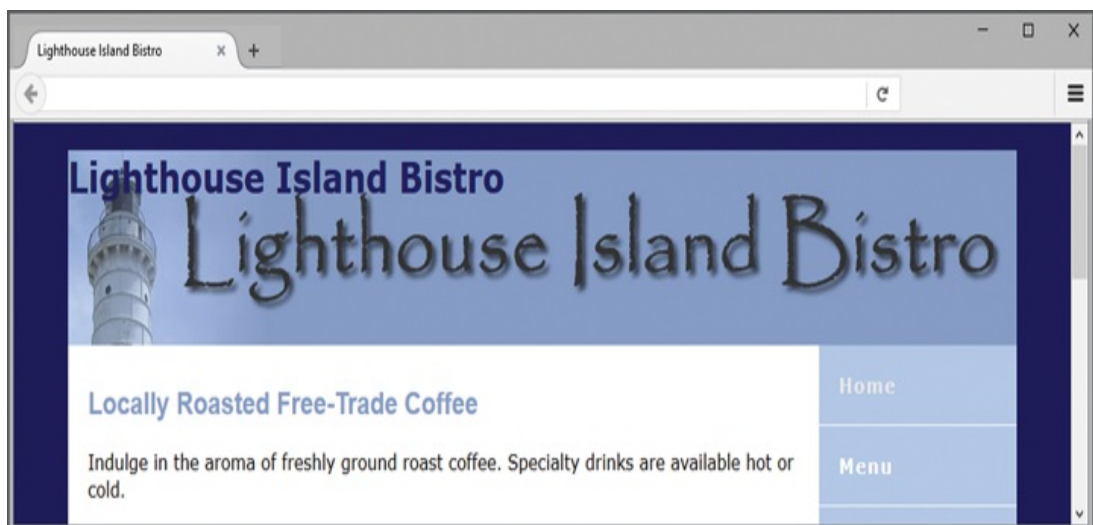 Lighthouse Island Bistro
Lighthouse Island Bistro
Lighthouse Island Bistro
Locally Roasted Free-Trade Coffee
Indulge in the aroma of freshly ground roast coffee. Specialty drinks are available hot or
cold.
Home
Menu